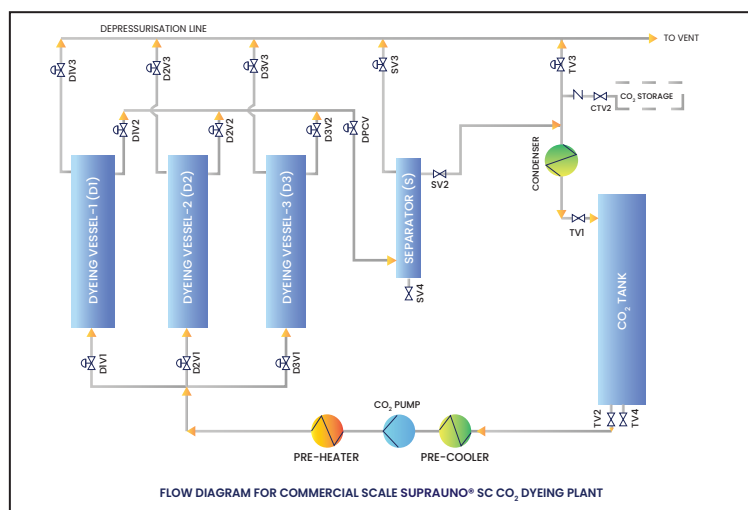 DEPRESSURISATION LINE
TO VENT
D1V3
D2V3
D3V3
SV3
TV3
CO₂ STORAGE
CTV2
D1V2
D2V2
D3V2
DPCV
CONDENSER
SV2
TV1
DYEING VESSEL-1 (D1)
DYEING VESSEL-2 (D2)
DYEING VESSEL-3 (D3)
SEPARATOR (S)
SV4
CO₂ TANK
D1V1
D2V1
D3V1
TV2
TV4
CO₂ PUMP
PRE-HEATER
PRE-COOLER
FLOW DIAGRAM FOR COMMERCIAL SCALE SUPRAUNO® SC CO₂ DYEING PLANT